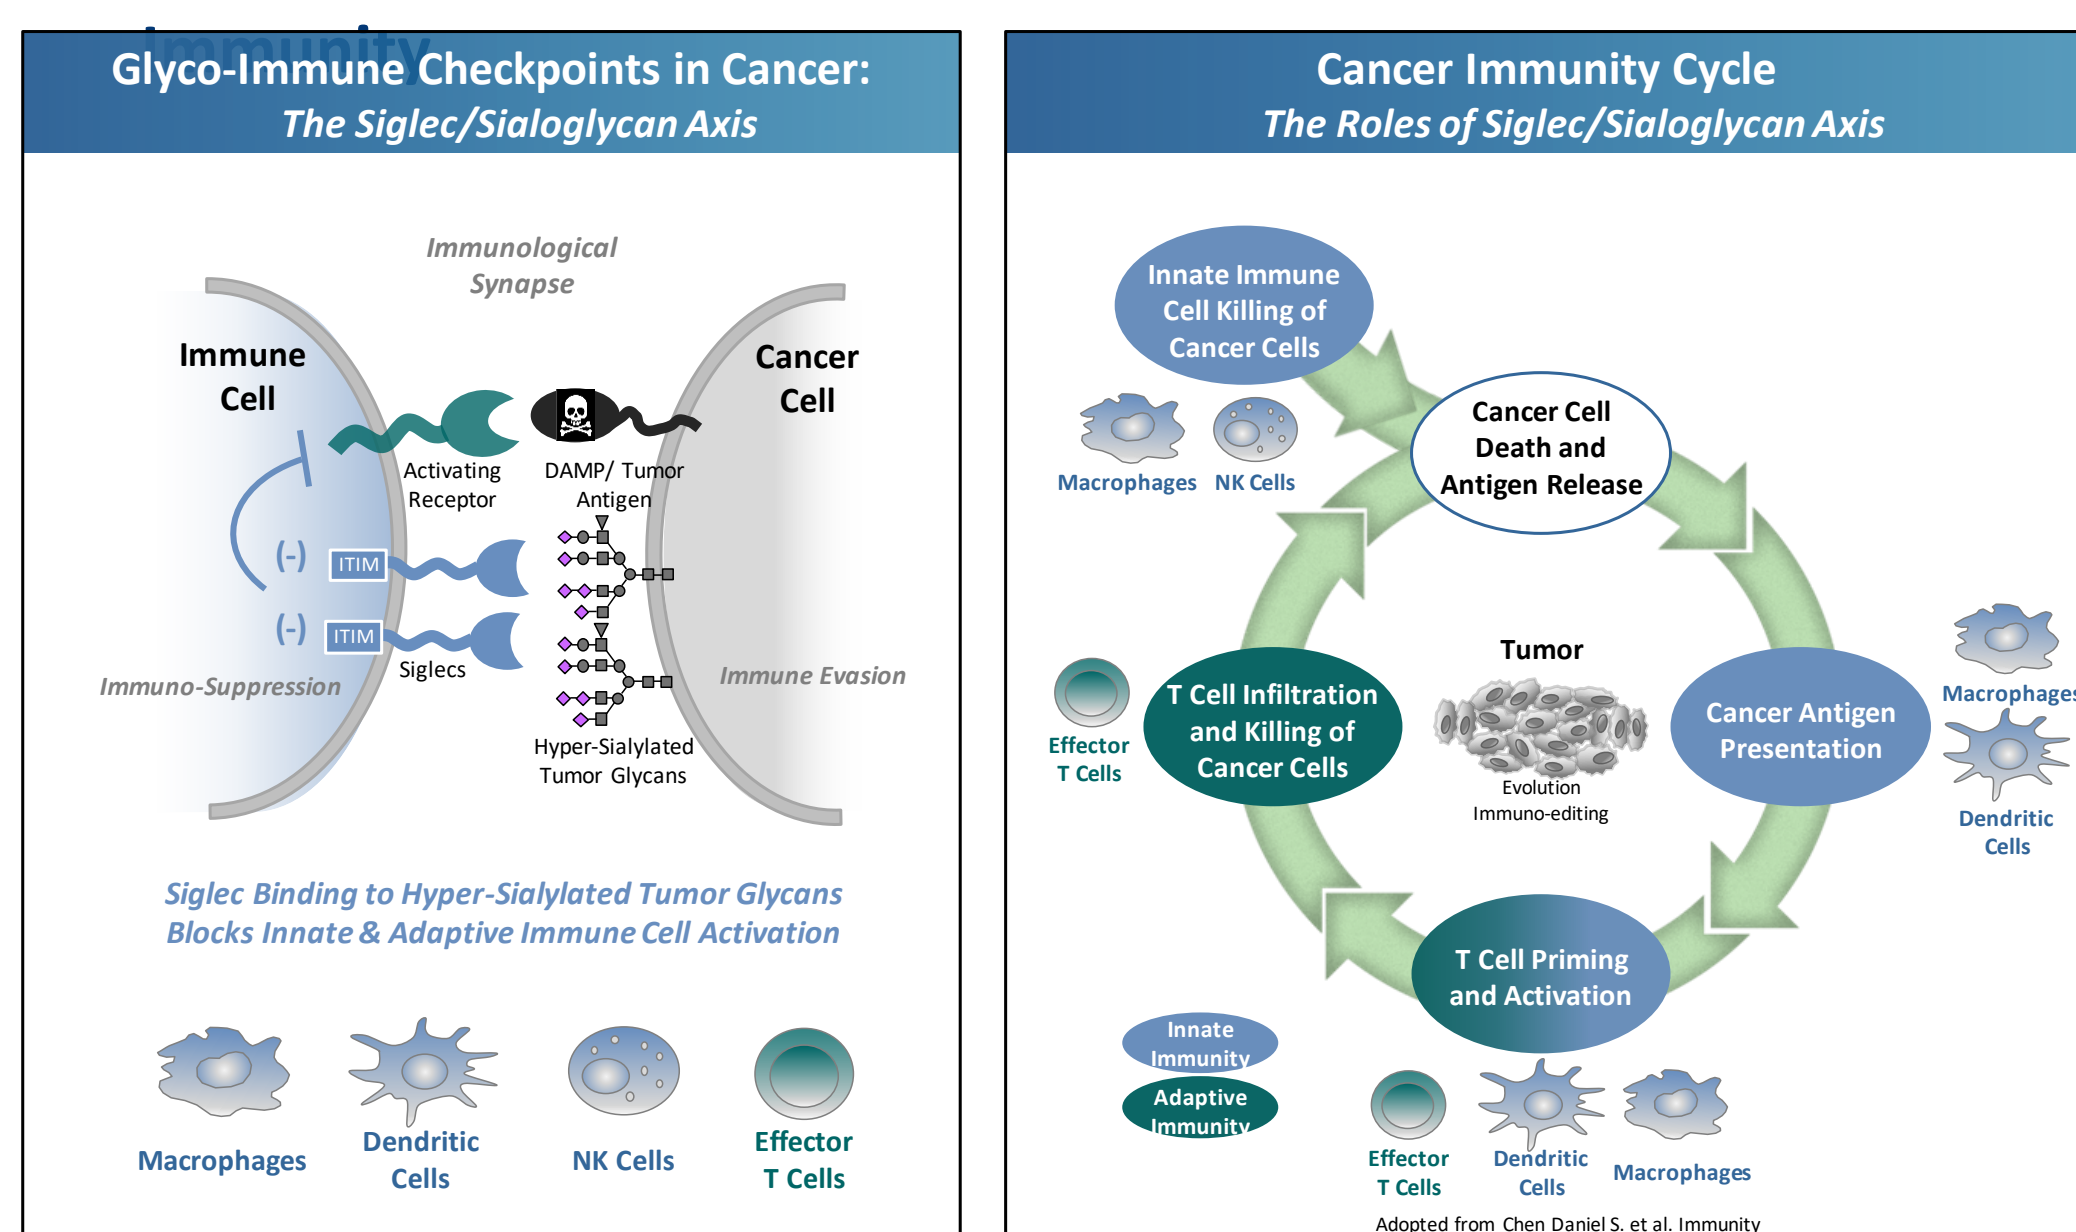 Immunity
Glyco-Immune Checkpoints in Cancer:
The Siglec/Sialoglycan Axis
Immunological
Synapse
Immune
Cell
Cancer
Cell
Activating
Receptor
DAMP/ Tumor
Antigen
(-)
ITIM
(-)
ITIM
Siglecs
Immuno-Suppression
Immune Evasion
Hyper-Sialylated
Tumor Glycans
Siglec Binding to Hyper-Sialylated Tumor Glycans
Blocks Innate & Adaptive Immune Cell Activation
Macrophages
Dendritic
Cells
NK Cells
Effector
T Cells
Cancer Immunity Cycle
The Roles of Siglec/Sialoglycan Axis
Innate Immune
Cell Killing of
Cancer Cells
Macrophages
NK Cells
Cancer Cell
Death and
Antigen Release
Macrophages
Dendritic
Cells
Cancer Antigen
Presentation
Tumor
Evolution
Immuno-editing
T Cell Infiltration
and Killing of
Cancer Cells
Effector
T Cells
T Cell Priming
and Activation
Innate
Immunity
Adaptive
Immunity
Effector
T Cells
Dendritic
Cells
Macrophages
Adopted from Chen Daniel S. et al. Immunity